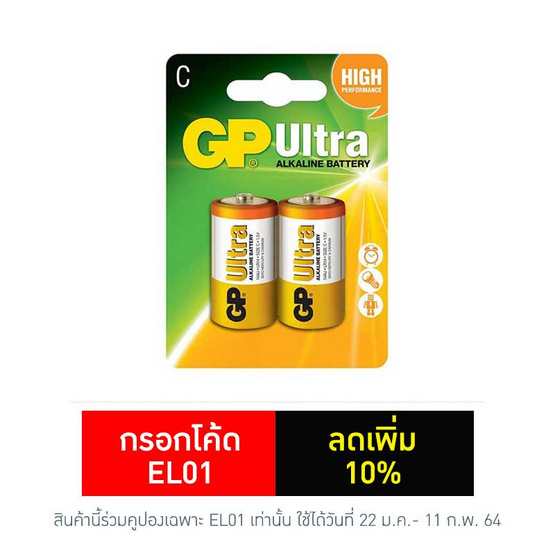 C
HIGH
PERFORMANCE
GP Ultra
ALKALINE BATTERY
GP Ultra
ALKALINE BATTERY
GP Ultra
ALKALINE BATTERY
กรอกโค้ด
EL01
ลดเพิ่ม
10%
สินค้านี้ร่วมคูปองเฉพาะ EL01 เท่านั้น ใช้ได้วันที่ 22 ม.ค.- 11 ก.พ. 64